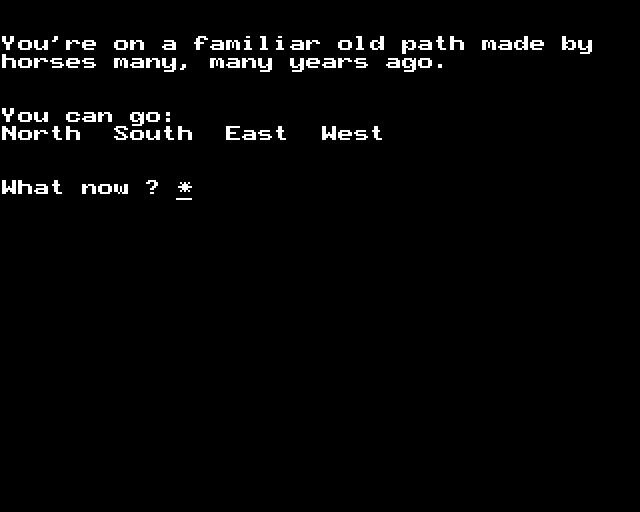 You're on a familiar old path made by
horses many, many years ago.
You can go:
North  South  East  West
What now ? *